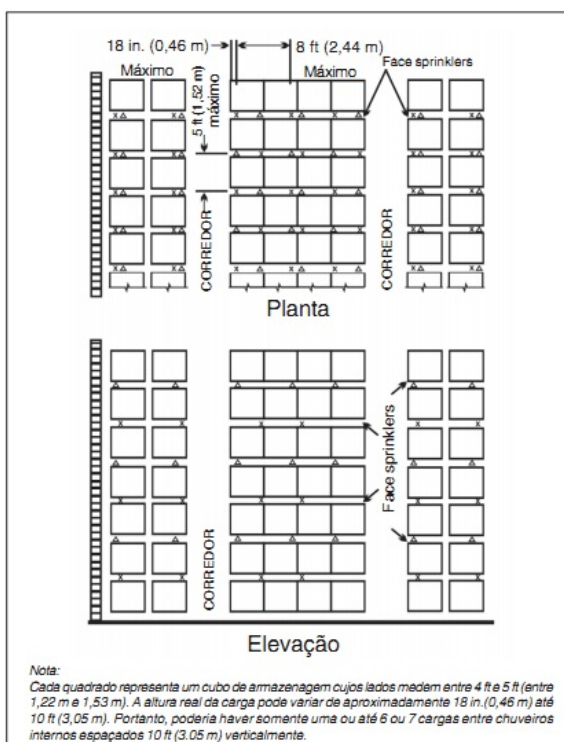 18 in. (0,46 m)
8 ft (2,44 m)
Face sprinklers
Máximo
Máximo
5 ft (1,52 m)
máximo
CORREDOR
CORREDOR
Planta
Face sprinklers
CORREDOR
Elevação
Nota:
Cada quadrado representa um cubo de armazenagem cujos lados medem entre 4 ft e 5 ft (entre
1,22 m e 1,53 m). A altura real da carga pode variar de aproximadamente 18 in.(0,46 m) até
10 ft (3,05 m). Portanto, poderia haver somente uma ou até 6 ou 7 cargas entre chuveiros
internos espaçados 10 ft (3.05 m) verticalmente.